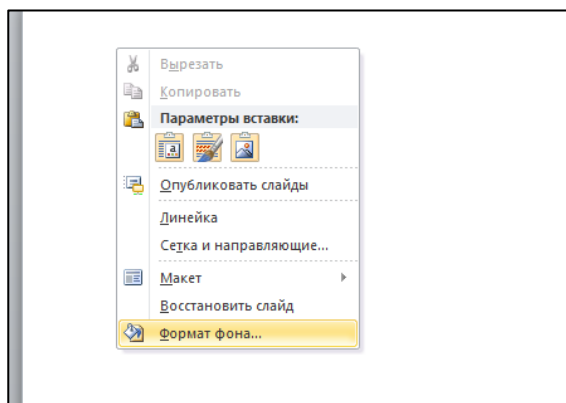 Вырезать
Копировать
Параметры вставки:
Опубликовать слайды
Линейка
Сетка и направляющие...
Макет
Восстановить слайд
Формат фона...